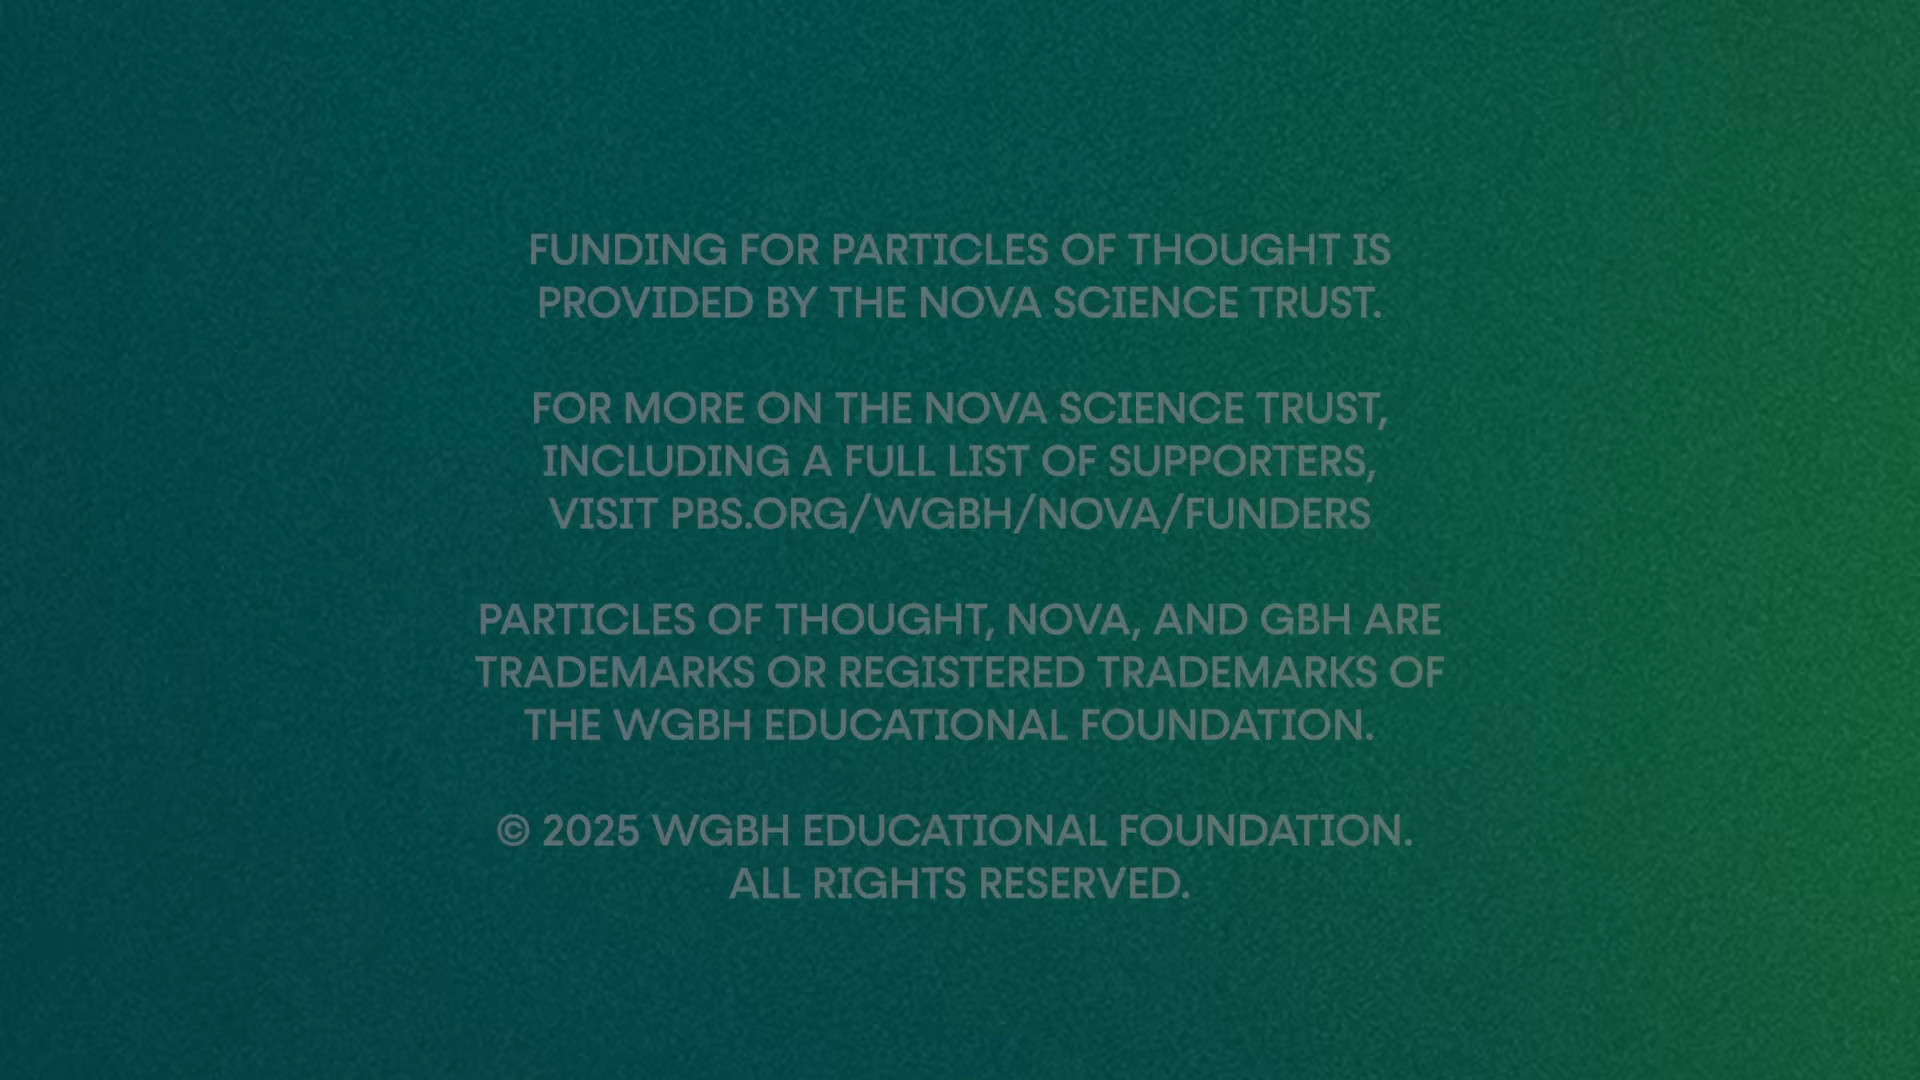 FUNDING FOR PARTICLES OF THOUGHT IS
PROVIDED BY THE NOVA SCIENCE TRUST.
FOR MORE ON THE NOVA SCIENCE TRUST,
INCLUDING A FULL LIST OF SUPPORTERS,
VISIT PBS.ORG/WGBH/NOVA/FUNDERS
PARTICLES OF THOUGHT, NOVA, AND GBH ARE
TRADEMARKS OR REGISTERED TRADEMARKS OF
THE WGBH EDUCATIONAL FOUNDATION.
© 2025 WGBH EDUCATIONAL FOUNDATION.
ALL RIGHTS RESERVED.